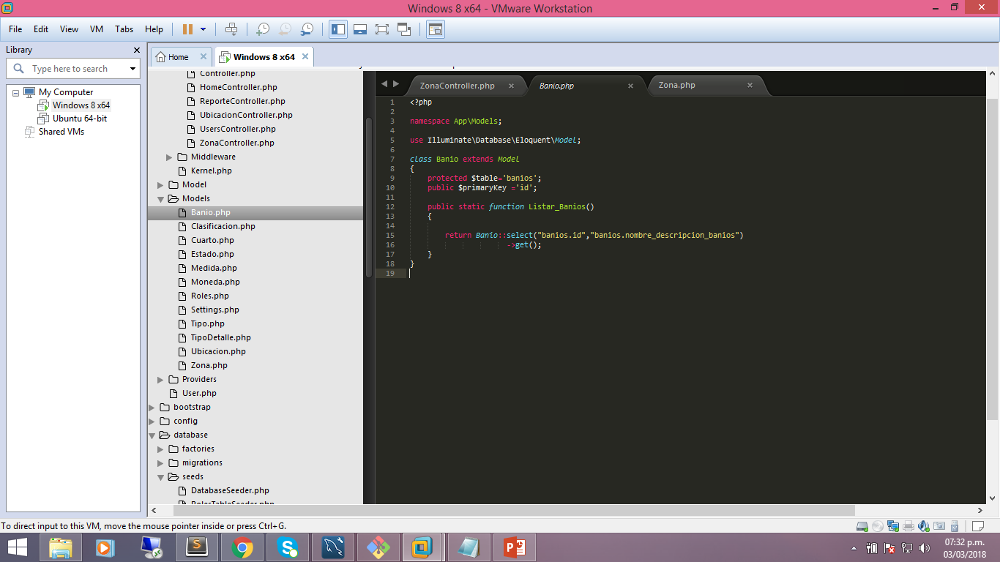 Windows 8 x64 - VMware Workstation
File Edit View VM Tabs Help
Library
Type here to search
My Computer
Windows 8 x64
Ubuntu 64-bit
Shared VMs
Home
Windows 8 x64
Controller.php
HomeController.php
ReporteController.php
UbicacionController.php
UsersController.php
ZonaController.php
Middleware
Kernel.php
Model
Models
Banio.php
Clasificacion.php
Cuarto.php
Estado.php
Medida.php
Moneda.php
Roles.php
Settings.php
Tipo.php
TipoDetalle.php
Ubicacion.php
Zona.php
Providers
User.php
bootstrap
config
database
factories
migrations
seeds
DatabaseSeeder.php
RolesTableSeeder.php
ZonaController.php
Banio.php
Zona.php
1 <?php
2
3 namespace App\Models;
4
5 use Illuminate\Database\Eloquent\Model;
6
7 class Banio extends Model
8 {
9 protected $table='banios';
10 public $primaryKey ='id';
11
12 public static function Listar_Banios()
13 {
14
15 return Banio::select("banios.id","banios.nombre_descripcion_banios")
16 ->get();
17 }
18 }
19
To direct input to this VM, move the mouse pointer inside or press Ctrl+G.
07:32 p.m.
03/03/2018